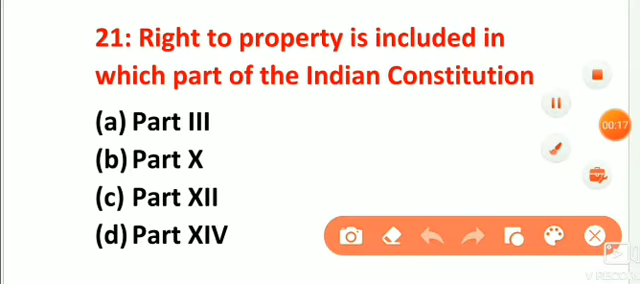 21: Right to property is included in
which part of the Indian Constitution
(a) Part III
(b) Part X
(c) Part XII
(d) Part XIV
00:17